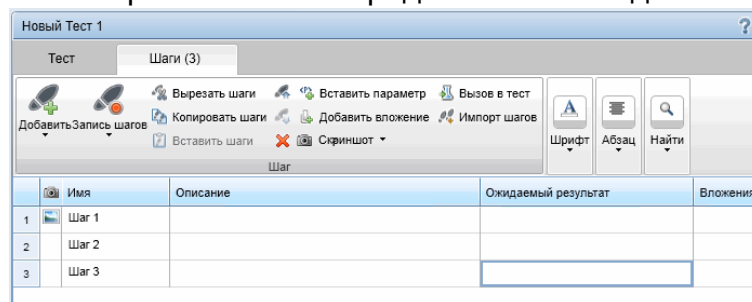 Новый Тест 1 ?
Тест Шаги (3)
Вырезать шаги Вставить параметр Вызов в тест
Добавить Запись шагов Копировать шаги Добавить вложение Импорт шагов Шрифт Абзац Найти
Вставить шаги Скриншот
Шаг
Имя Описание Ожидаемый результат Вложения
1 Шаг 1
2 Шаг 2
3 Шаг 3